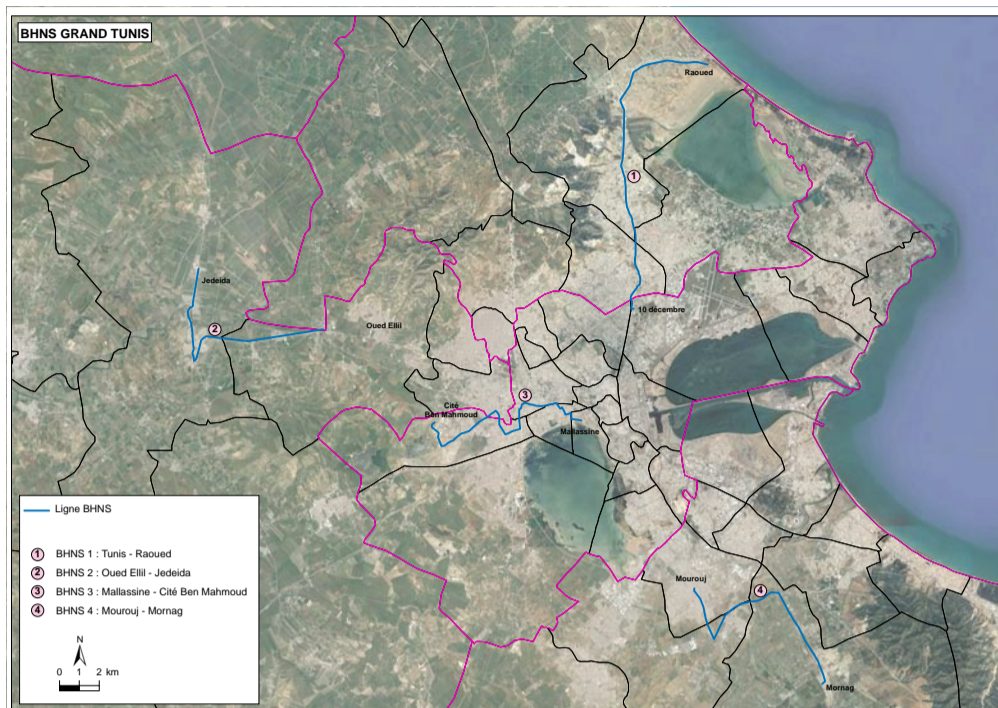 BHNS GRAND TUNIS
Raoued
1
Jedeida
10 décembre
2
Oued Ellil
3
Cité
Ben Mahmoud
Mallassine
Mourouj
4
Mornag
Ligne BHNS
1 BHNS 1 : Tunis - Raoued
2 BHNS 2 : Oued Ellil - Jedeida
3 BHNS 3 : Mallassine - Cité Ben Mahmoud
4 BHNS 4 : Mourouj - Mornag
N
0 1 2 km